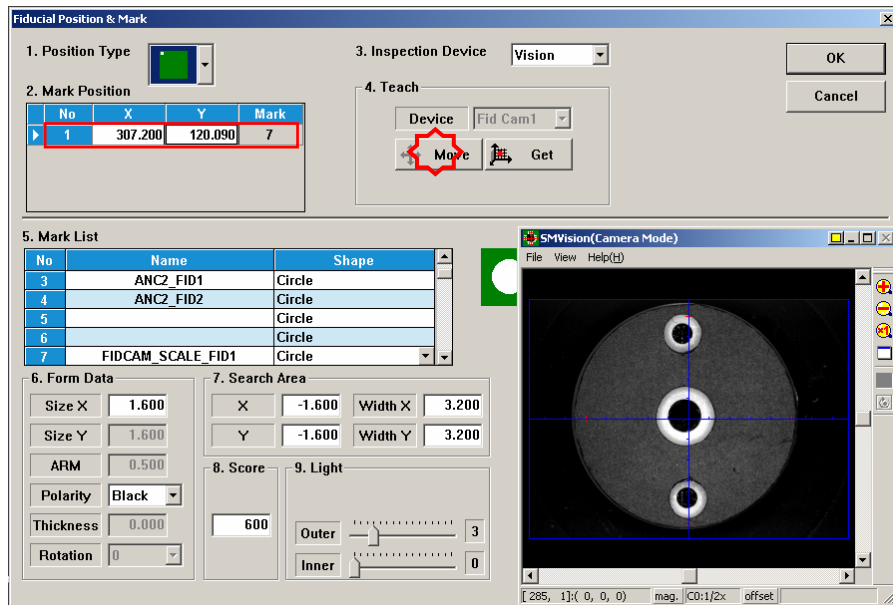 Fiducial Position & Mark
1. Position Type
2. Mark Position
No X Y Mark
1 307.200 120.090 7
3. Inspection Device Vision
4. Teach
Device Fid Cam1
Move Get
OK
Cancel
5. Mark List
No Name Shape
3 ANC2_FID1 Circle
4 ANC2_FID2 Circle
5 Circle
6 Circle
7 FIDCAM_SCALE_FID1 Circle
6. Form Data
Size X 1.600
Size Y 1.600
ARM 0.500
Polarity Black
Thickness 0.000
Rotation 0
7. Search Area
X -1.600 Width X 3.200
Y -1.600 Width Y 3.200
8. Score
600
9. Light
Outer 3
Inner 0
SMVision(Camera Mode)
File View Help(H)
×1
[ 285, 1]:( 0, 0, 0) mag. C0:1/2x offset